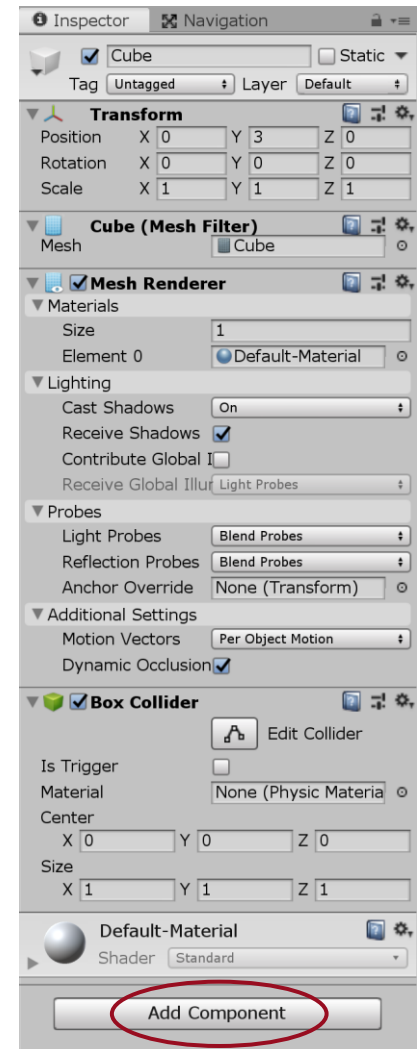 Inspector Navigation
Cube Static
Tag Untagged Layer Default
Transform
Position X 0 Y 3 Z 0
Rotation X 0 Y 0 Z 0
Scale X 1 Y 1 Z 1
Cube (Mesh Filter)
Mesh Cube
Mesh Renderer
Materials
Size 1
Element 0 Default-Material
Lighting
Cast Shadows On
Receive Shadows
Contribute Global I
Receive Global Illur Light Probes
Probes
Light Probes Blend Probes
Reflection Probes Blend Probes
Anchor Override None (Transform)
Additional Settings
Motion Vectors Per Object Motion
Dynamic Occlusion
Box Collider
Edit Collider
Is Trigger
Material None (Physic Materia
Center
X 0 Y 0 Z 0
Size
X 1 Y 1 Z 1
Default-Material
Shader Standard
Add Component